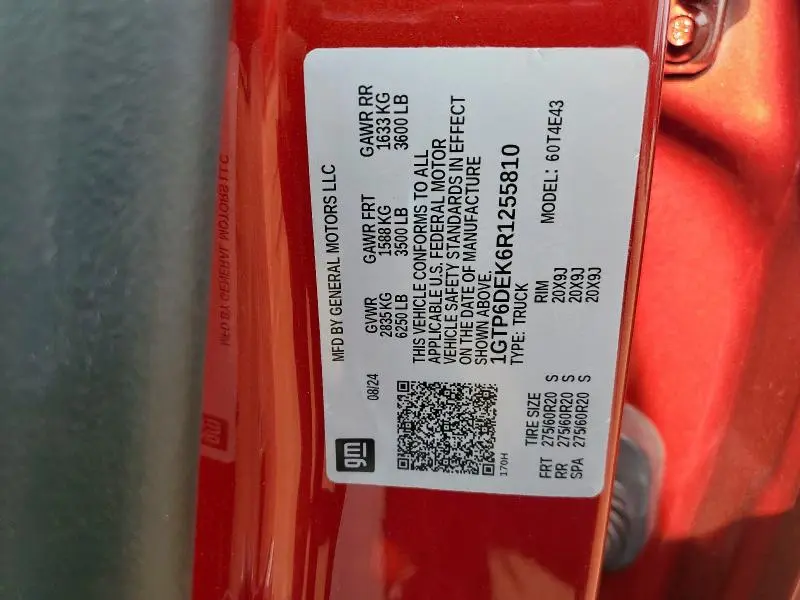 gm
MFD BY GENERAL MOTORS LLC
08/24
GVWR GAWR FRT GAWR RR
2835KG 1588 KG 1633 KG
6250 LB 3500 LB 3600 LB
THIS VEHICLE CONFORMS TO ALL
APPLICABLE U.S. FEDERAL MOTOR
VEHICLE SAFETY STANDARDS IN EFFECT
ON THE DATE OF MANUFACTURE
SHOWN ABOVE.
1GTP6DEK6R1255810
170H
TYPE: TRUCK
MODEL: 60T4E43
TIRE SIZE RIM
FRT 275/60R20 S 20X9J
RR 275/60R20 S 20X9J
SPA 275/60R20 S 20X9J